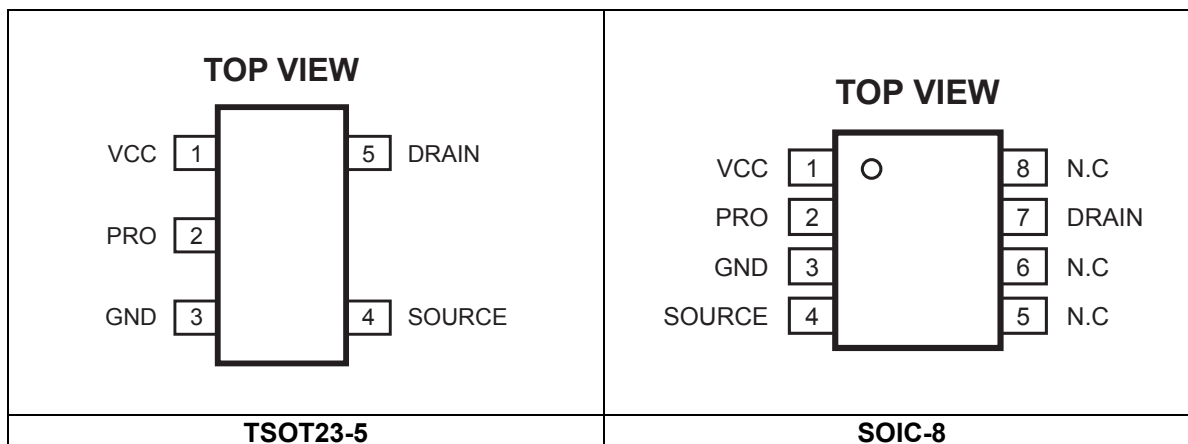 TOP VIEW
VCC 1 5 DRAIN
PRO 2
GND 3 4 SOURCE
TSOT23-5
TOP VIEW
VCC 1 8 N.C
PRO 2 7 DRAIN
GND 3 6 N.C
SOURCE 4 5 N.C
SOIC-8